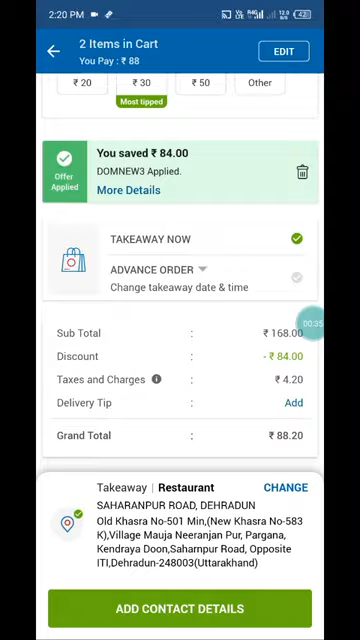 2:20 PM
42
2 Items in Cart
You Pay : ₹ 88
EDIT
₹ 20
₹ 30
₹ 50
Other
Most tipped
You saved ₹ 84.00
DOMNEW3 Applied.
Offer
Applied
More Details
TAKEAWAY NOW
ADVANCE ORDER
Change takeaway date & time
00:35
Sub Total : ₹ 168.00
Discount : - ₹ 84.00
Taxes and Charges : ₹ 4.20
Delivery Tip : Add
Grand Total : ₹ 88.20
Takeaway | Restaurant CHANGE
SAHARANPUR ROAD, DEHRADUN
Old Khasra No-501 Min,(New Khasra No-583
K),Village Mauja Neeranjan Pur, Pargana,
Kendraya Doon,Saharnpur Road, Opposite
ITI,Dehradun-248003(Uttarakhand)
ADD CONTACT DETAILS